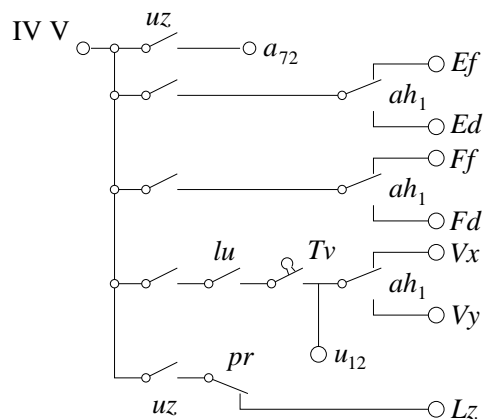 IV V uz a₇₂
Ef
ah₁
Ed
Ff
ah₁
Fd
lu Tv Vx
ah₁
Vy
u₁₂
pr
uz Lz